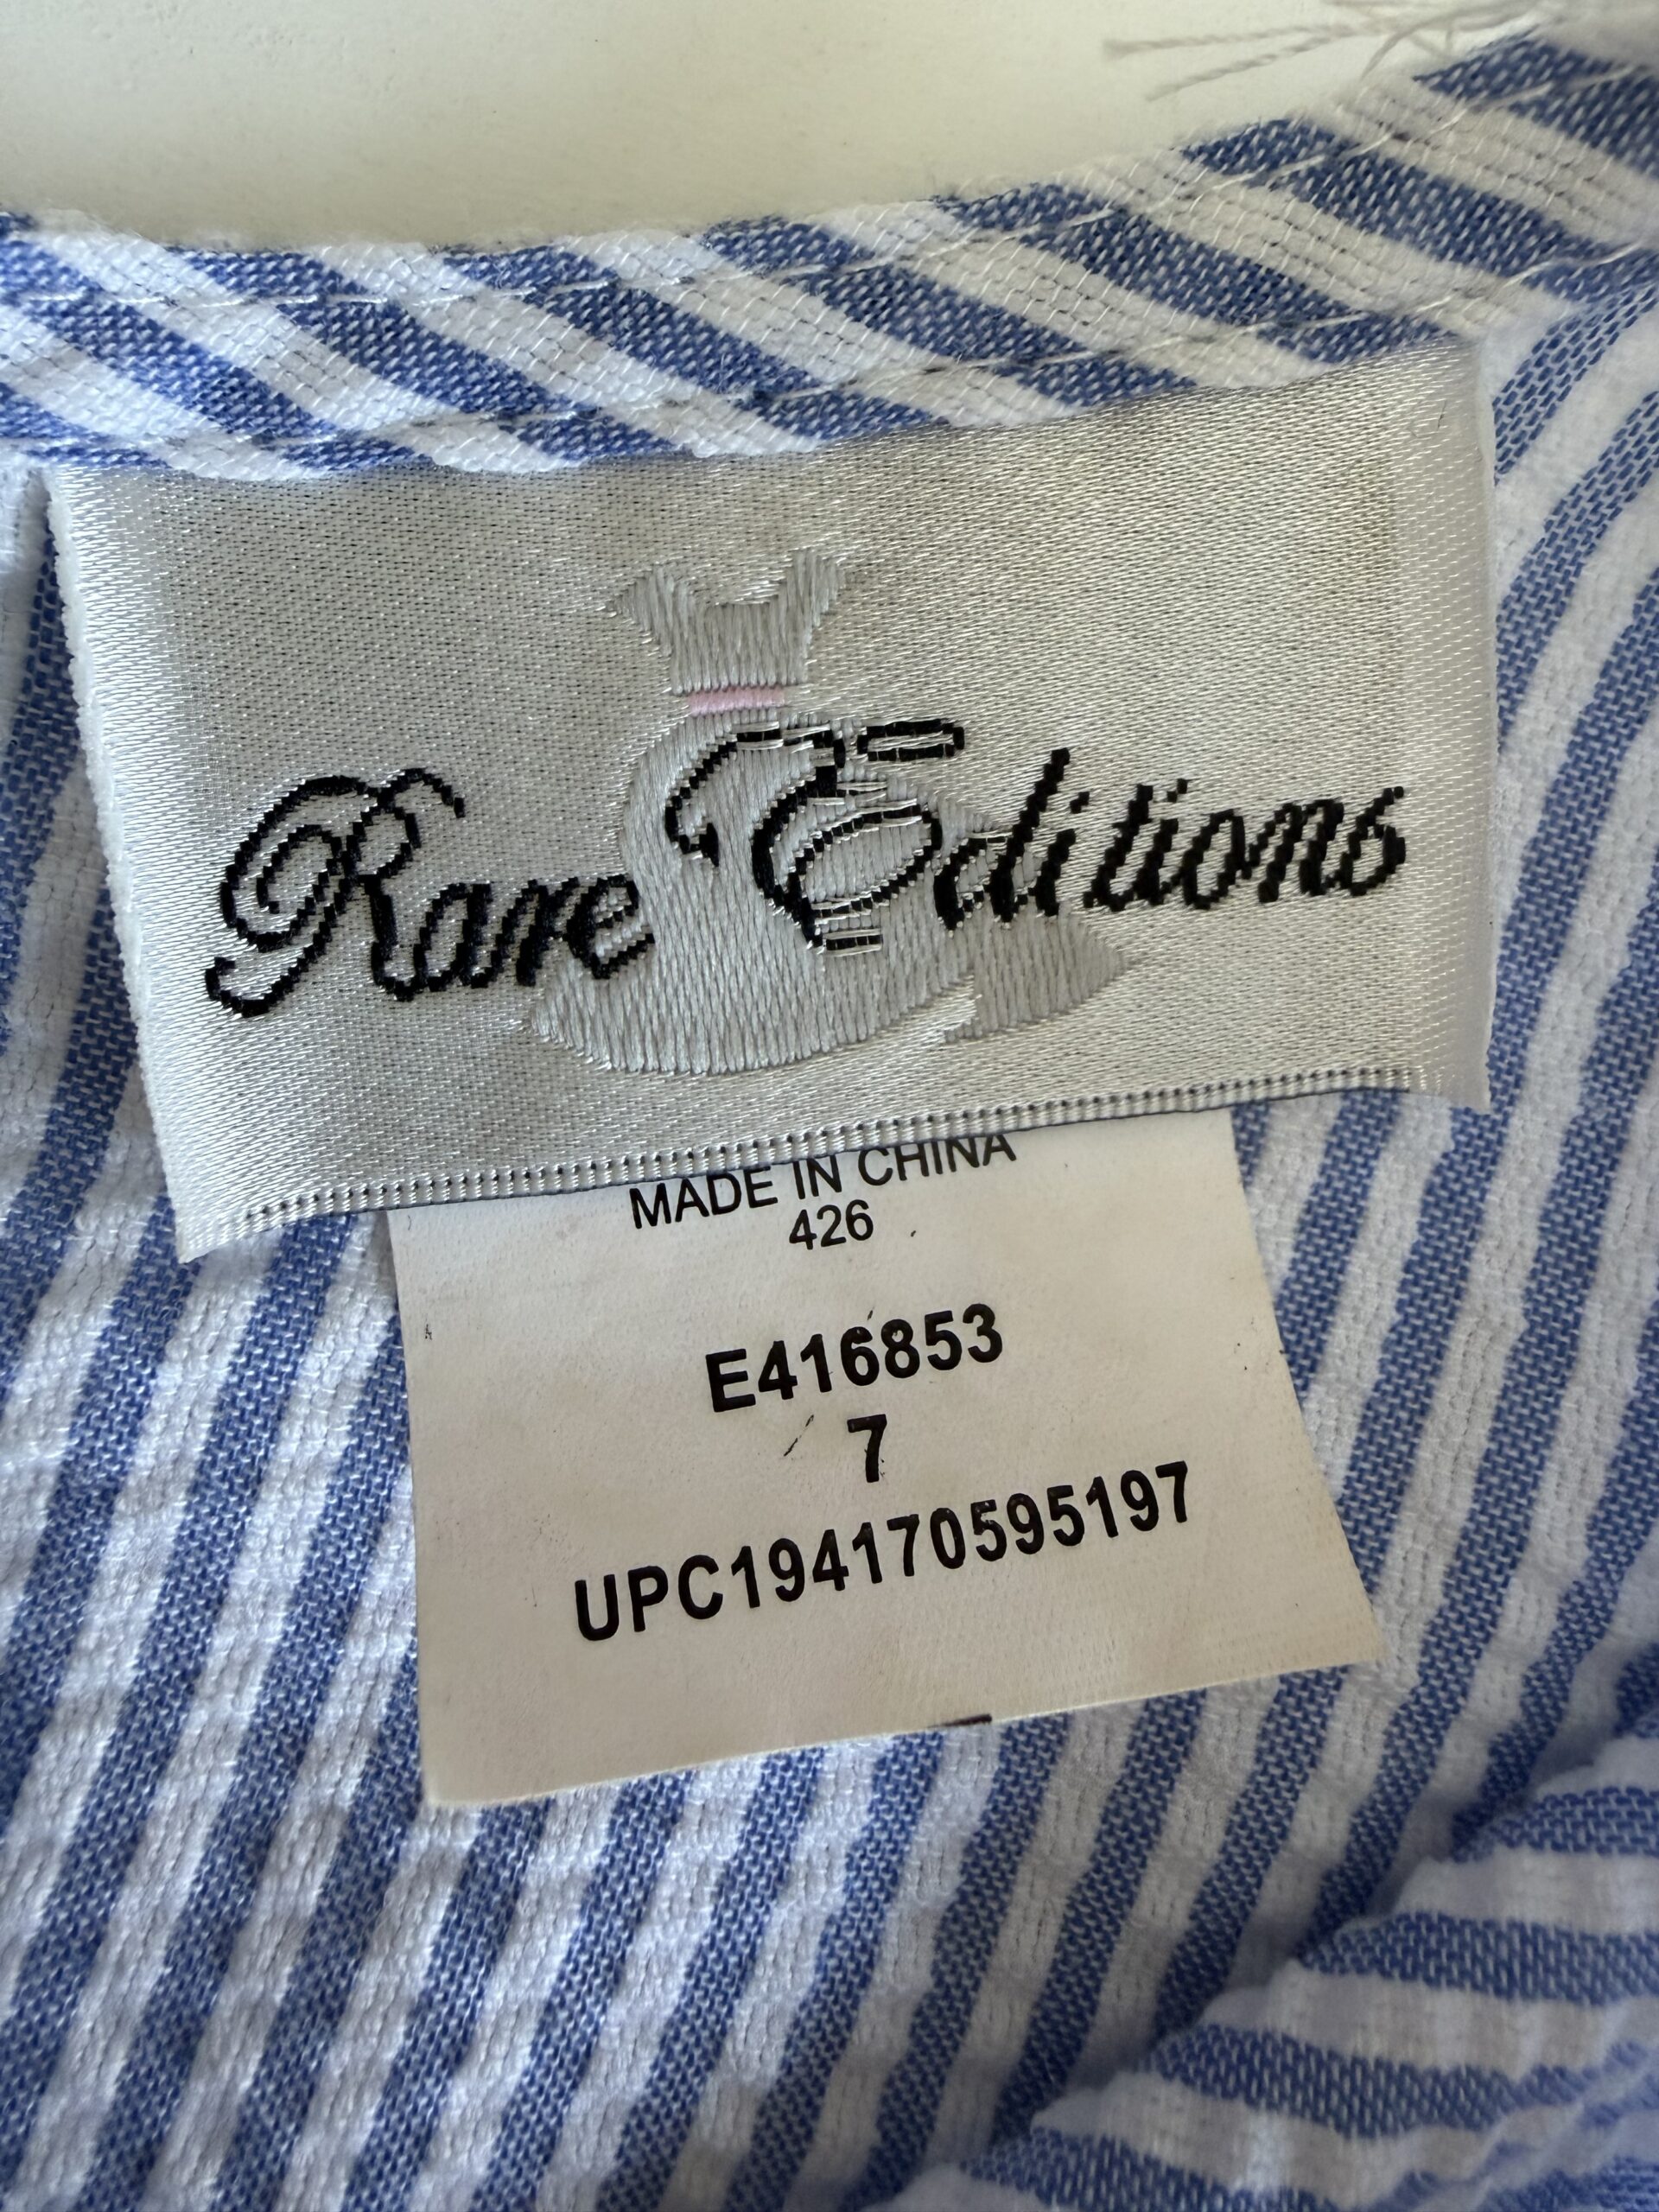 Rare Editions
MADE IN CHINA
426
E416853
7
UPC194170595197